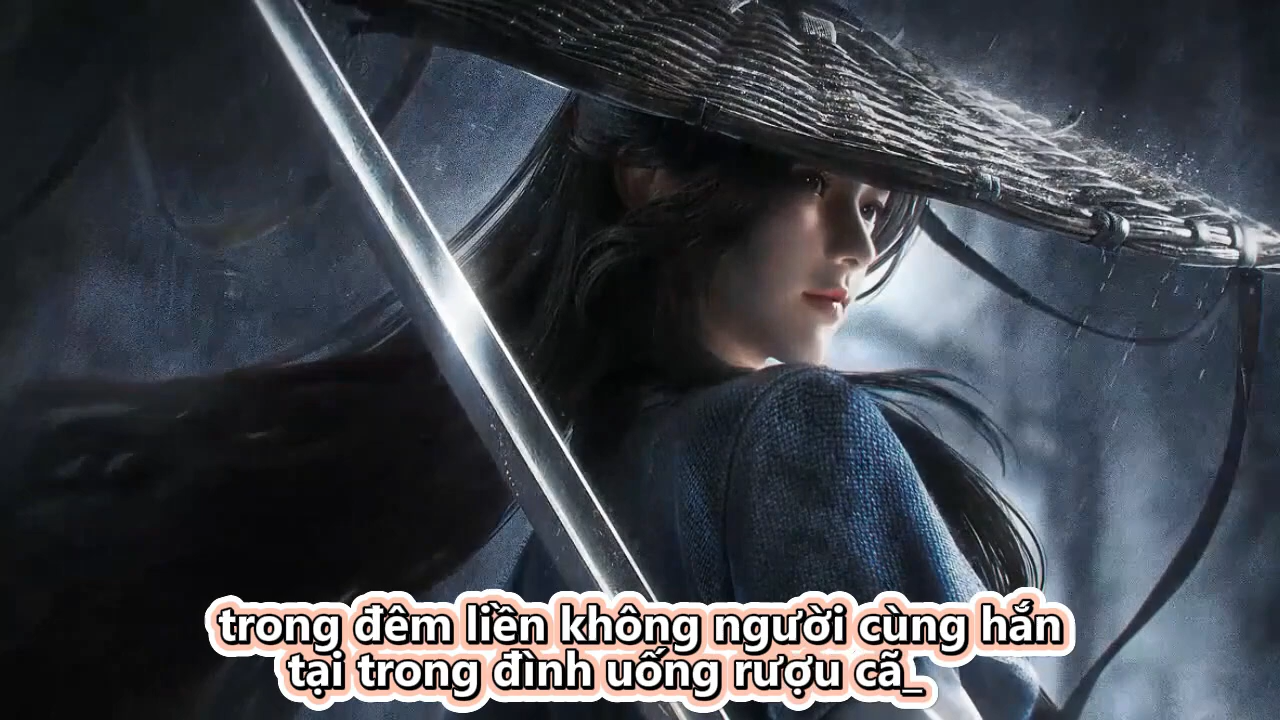 trong đêm liền không người cùng hắn
tại trong đình uống rượu cã_